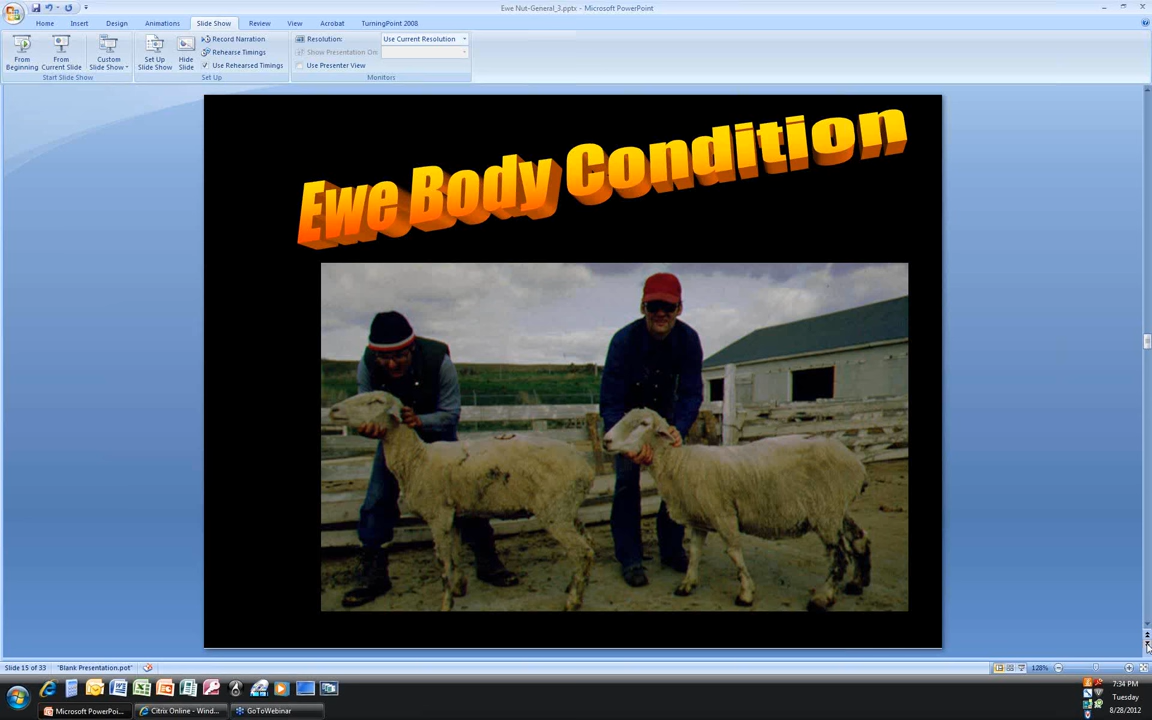 Ewe Nut-General_3.pptx - Microsoft PowerPoint
Home Insert Design Animations Slide Show Review View Acrobat TurningPoint 2008
From Beginning
From Current Slide
Custom Slide Show
Start Slide Show
Set Up Slide Show
Hide Slide
Record Narration
Rehearse Timings
Use Rehearsed Timings
Set Up
Resolution: Use Current Resolution
Show Presentation On:
Use Presenter View
Monitors
Ewe Body Condition
Slide 15 of 33 "Blank Presentation.pot" 128%
Microsoft PowerPoi... Citrix Online - Wind... GoToWebinar
7:34 PM
Tuesday
8/28/2012